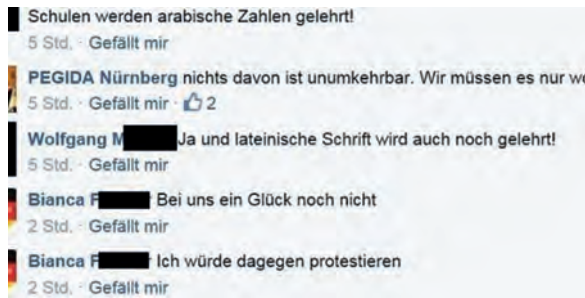 Schulen werden arabische Zahlen gelehrt!
5 Std. · Gefällt mir
PEGIDA Nürnberg nichts davon ist unumkehrbar. Wir müssen es nur
5 Std. · Gefällt mir · 2
Wolfgang M Ja und lateinische Schrift wird auch noch gelehrt!
5 Std. · Gefällt mir
Bianca F Bei uns ein Glück noch nicht
2 Std. · Gefällt mir
Bianca F Ich würde dagegen protestieren
2 Std. · Gefällt mir